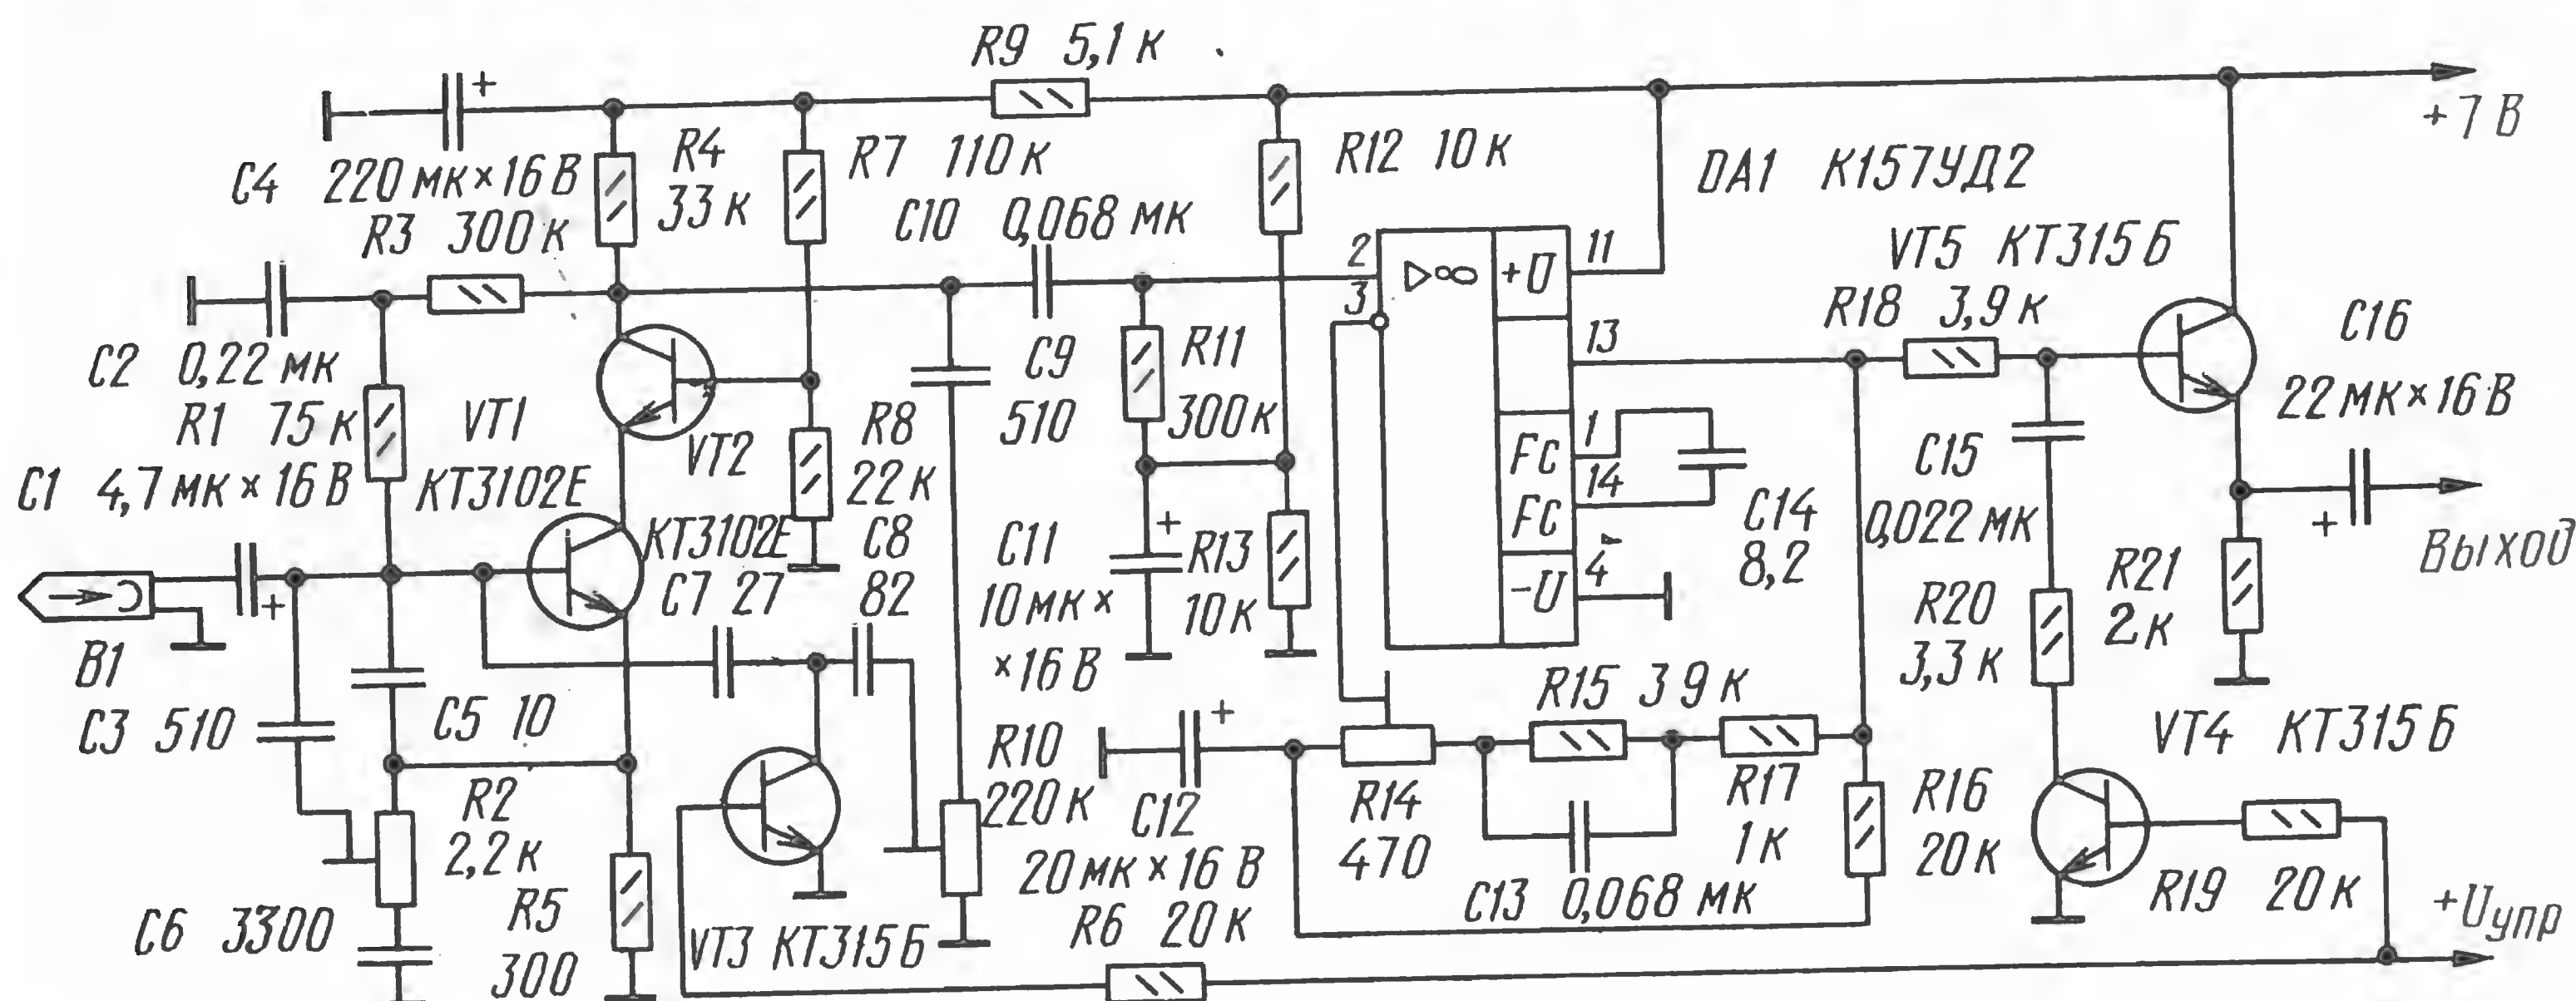 R9 5,1 к
+7 В
C4 220 мк×16 В
R4
33 к
R7 110 к
R12 10 к
DA1 К157УД2
R3 300 к
C10 0,068 мк
VT5 КТ315 Б
2
3
▷∞
+U
11
13
1
Fc
14
Fc
4
-U
R18 3,9 к
C16
22 мк×16 В
C2 0,22 мк
R1 75 к
VT1
КТ3102Е
VT2
КТ3102Е
R8
22 к
C9
510
R11
300 к
C1 4,7 мк×16 В
C15
0,022 мк
C14
8,2
Выход
C7 27
C8
82
C11
10 мк×
×16 В
R13
10 к
R20
3,3 к
R21
2 к
B1
C3 510
C5 10
R15 3 9 к
VT4 КТ315 Б
R2
2,2 к
R10
220 к
C12
20 мк×16 В
R14
470
R17
1 к
R16
20 к
C6 3300
R5
300
VT3 КТ315 Б
R6 20 к
C13 0,068 мк
R19 20 к
+Uупр